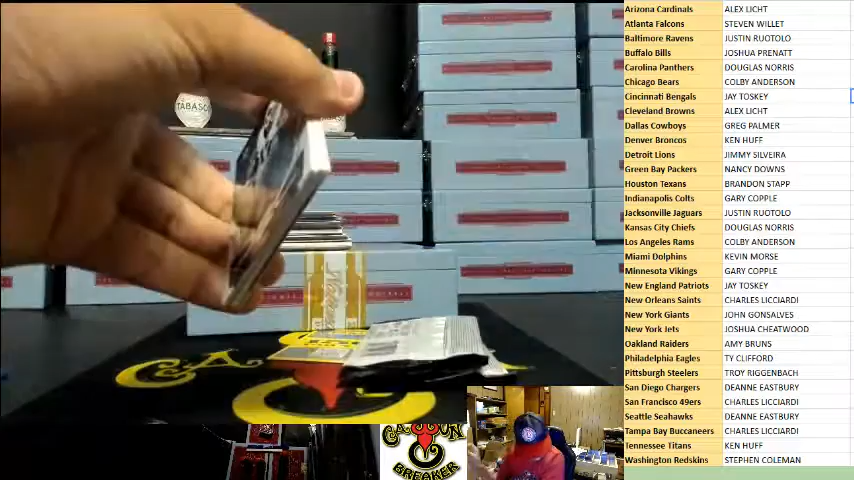 Arizona Cardinals ALEX LICHT
Atlanta Falcons STEVEN WILLET
Baltimore Ravens JUSTIN RUOTOLO
Buffalo Bills JOSHUA PRENATT
Carolina Panthers DOUGLAS NORRIS
Chicago Bears COLBY ANDERSON
Cincinnati Bengals JAY TOSKEY
Cleveland Browns ALEX LICHT
Dallas Cowboys GREG PALMER
Denver Broncos KEN HUFF
Detroit Lions JIMMY SILVEIRA
Green Bay Packers NANCY DOWNS
Houston Texans BRANDON STAPP
Indianapolis Colts GARY COPPLE
Jacksonville Jaguars JUSTIN RUOTOLO
Kansas City Chiefs DOUGLAS NORRIS
Los Angeles Rams COLBY ANDERSON
Miami Dolphins KEVIN MORSE
Minnesota Vikings GARY COPPLE
New England Patriots JAY TOSKEY
New Orleans Saints CHARLES LICCIARDI
New York Giants JOHN GONSALVES
New York Jets JOSHUA CHEATWOOD
Oakland Raiders AMY BRUNS
Philadelphia Eagles TY CLIFFORD
Pittsburgh Steelers TROY RIGGENBACH
San Diego Chargers DEANNE EASTBURY
San Francisco 49ers CHARLES LICCIARDI
Seattle Seahawks DEANNE EASTBURY
Tampa Bay Buccaneers CHARLES LICCIARDI
Tennessee Titans KEN HUFF
Washington Redskins STEPHEN COLEMAN
TABASCO
BREAKER